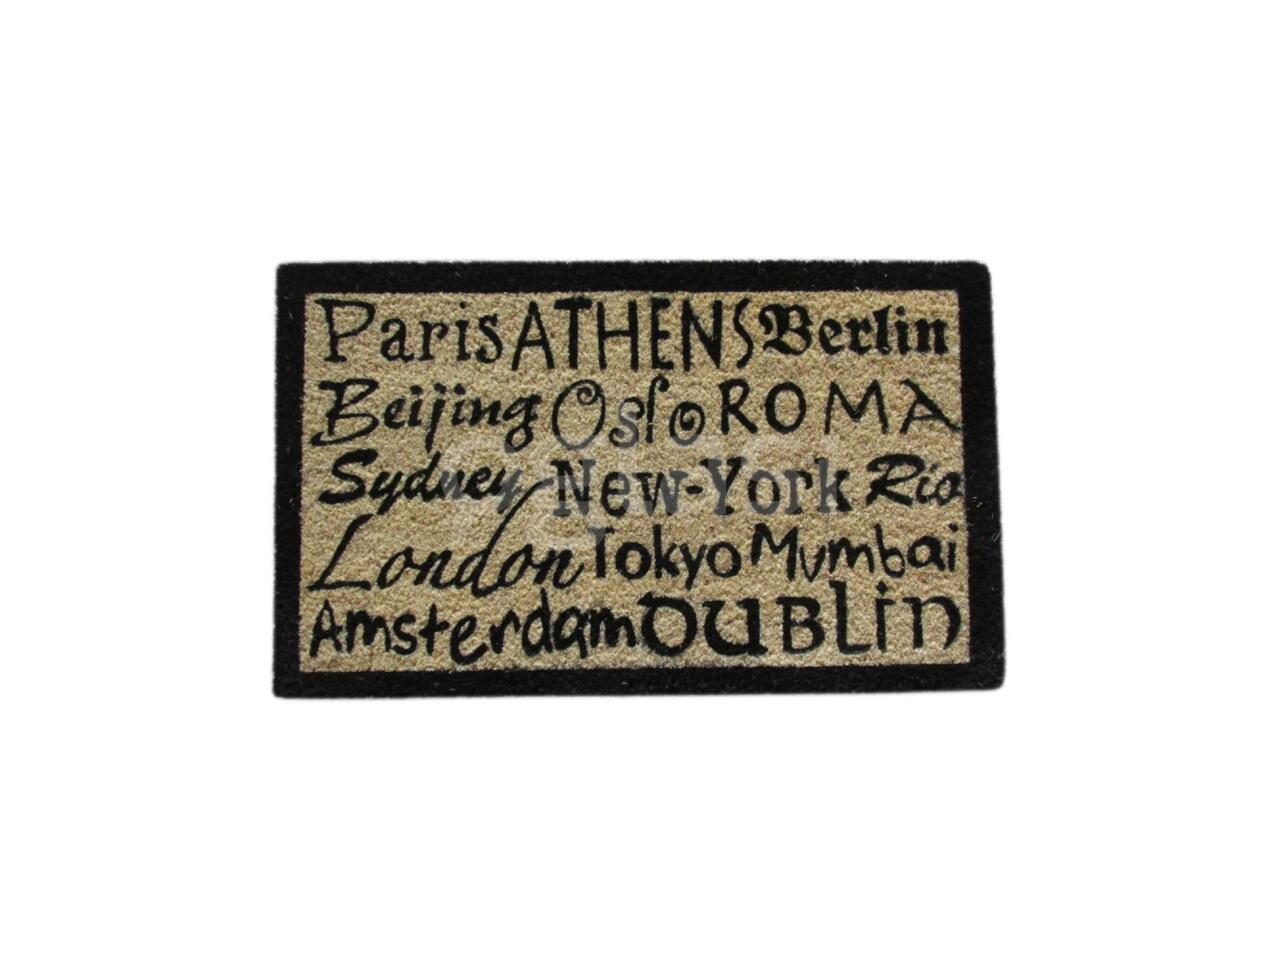 Paris ATHENS Berlin
Beijing Oslo ROMA
Sydney New-York Rio
London Tokyo Mumbai
Amsterdam DUBLIN